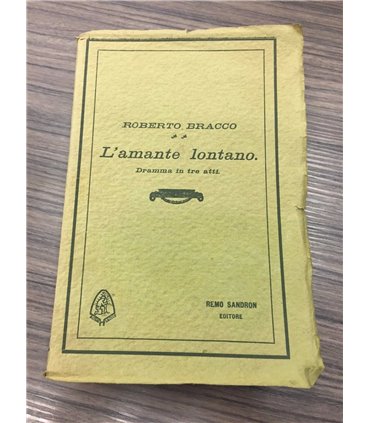 ROBERTO BRACCO
L'amante lontano.
Dramma in tre atti.
REMO SANDRON
EDITORE